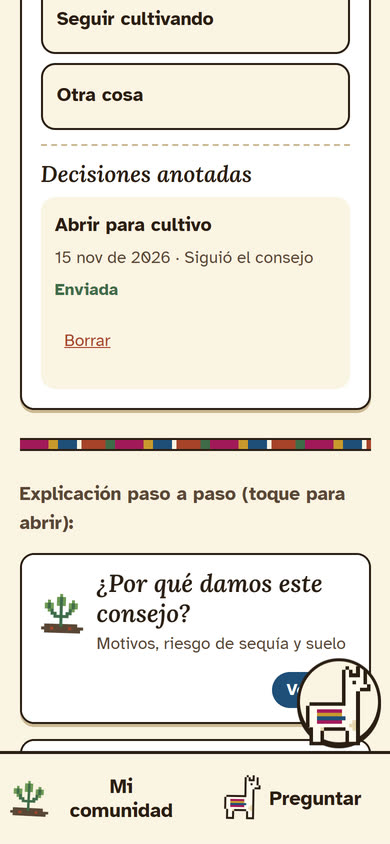 Seguir cultivando
Otra cosa
Decisiones anotadas
Abrir para cultivo
15 nov de 2026 · Siguió el consejo
Enviada
Borrar
Explicación paso a paso (toque para
abrir):
¿Por qué damos este
consejo?
Motivos, riesgo de sequía y suelo
Mi
comunidad
Preguntar